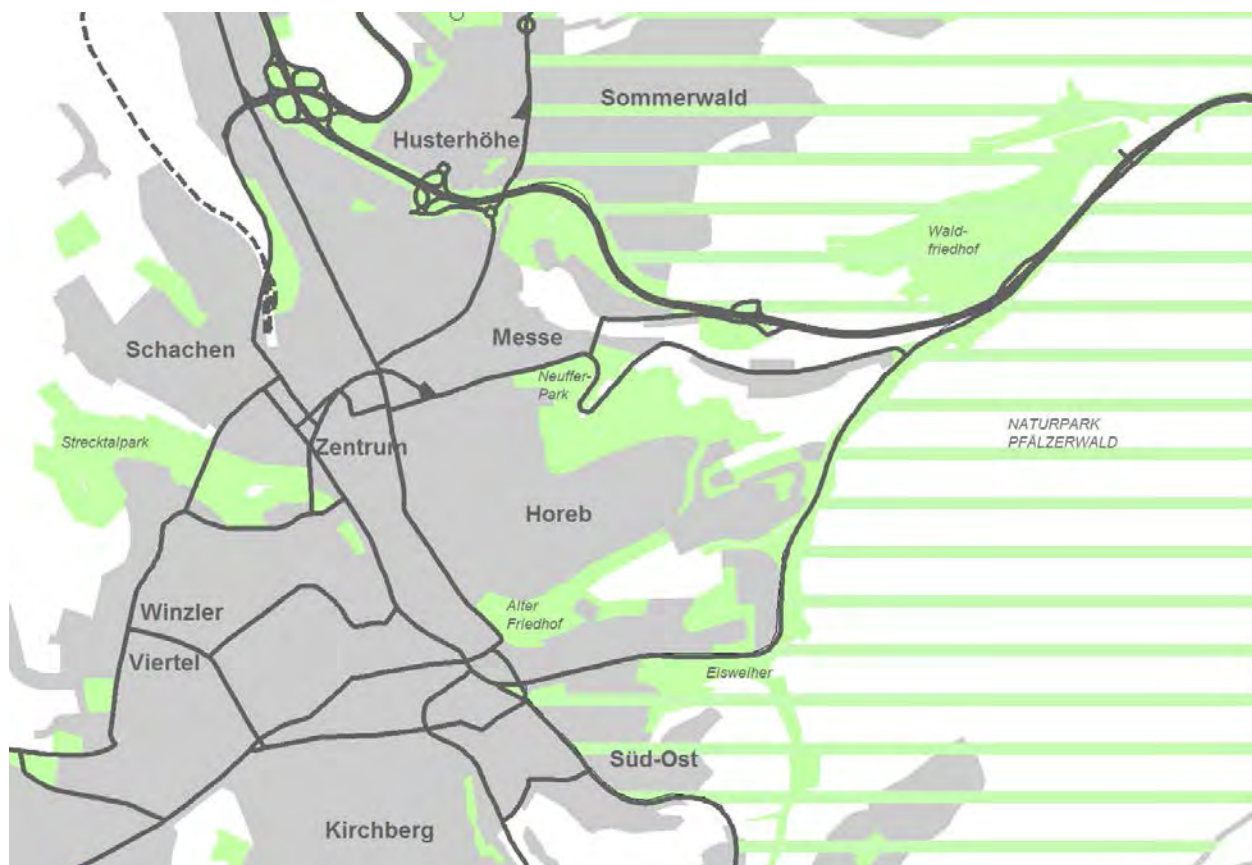 Sommerwald
Husterhöhe
Wald-
friedhof
Messe
Schachen
Neuffer-
Park
NATURPARK
PFÄLZERWALD
Strecktalpark
Zentrum
Horeb
Winzler
Alter
Friedhof
Viertel
Eisweiher
Süd-Ost
Kirchberg